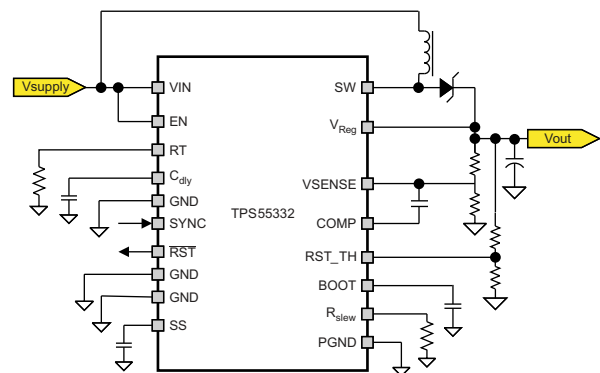 Vsupply
VIN
EN
RT
Cdly
GND
SYNC
RST
GND
GND
SS
TPS55332
SW
VReg
VSENSE
COMP
RST_TH
BOOT
Rslew
PGND
Vout